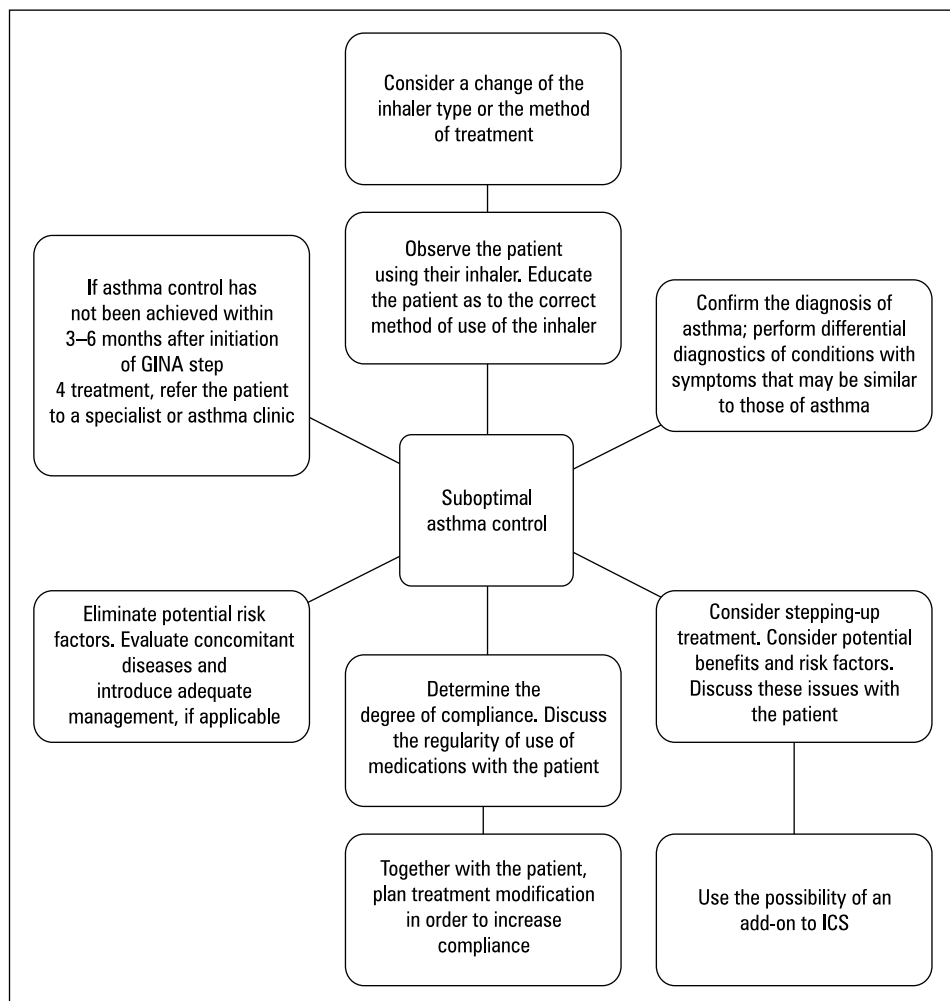 Consider a change of the
inhaler type or the method
of treatment
Observe the patient
using their inhaler. Educate
the patient as to the correct
method of use of the inhaler
If asthma control has
not been achieved within
3–6 months after initiation
of GINA step
4 treatment, refer the patient
to a specialist or asthma clinic
Confirm the diagnosis of
asthma; perform differential
diagnostics of conditions with
symptoms that may be similar
to those of asthma
Suboptimal
asthma control
Eliminate potential risk
factors. Evaluate concomitant
diseases and
introduce adequate
management, if applicable
Determine the
degree of compliance. Discuss
the regularity of use of
medications with the patient
Consider stepping-up
treatment. Consider potential
benefits and risk factors.
Discuss these issues with
the patient
Together with the patient,
plan treatment modification
in order to increase
compliance
Use the possibility of an
add-on to ICS